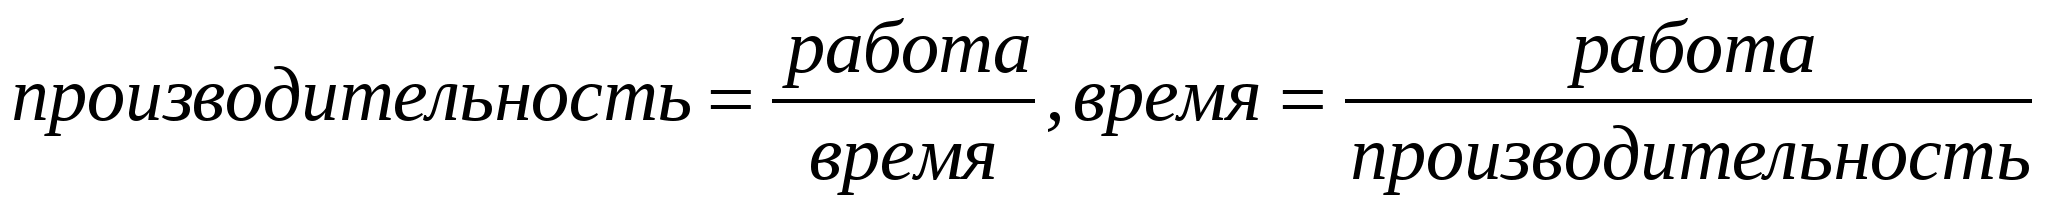 производительность = работа / время , время = работа / производительность